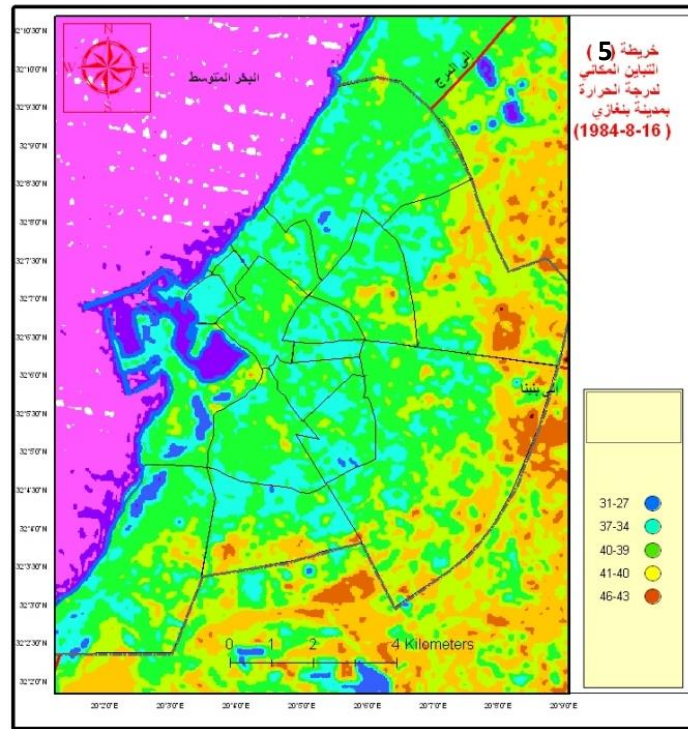 خريطة (5 )
التباين المكاني
لدرجة الحرارة
بمدينة بنغازي
(1984-8-16 )
N
W E
S
البحر المتوسط
الى المرج
إلى بنينا
32°10'30"N
32°10'0"N
32°9'30"N
32°9'0"N
32°8'30"N
32°8'0"N
32°7'30"N
32°7'0"N
32°6'30"N
32°6'0"N
32°5'30"N
32°5'0"N
32°4'30"N
32°4'0"N
32°3'30"N
32°3'0"N
32°2'30"N
32°2'0"N
20°2'0"E 20°3'0"E 20°4'0"E 20°5'0"E 20°6'0"E 20°7'0"E 20°8'0"E 20°9'0"E
0 1 2 4 Kilometers
31-27
37-34
40-39
41-40
46-43